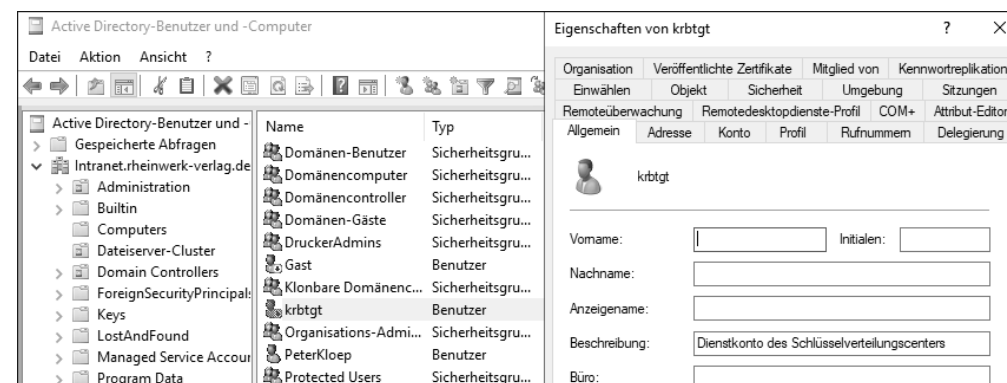 Active Directory-Benutzer und -Computer
Datei Aktion Ansicht ?
Active Directory-Benutzer und -
Gespeicherte Abfragen
Intranet.rheinwerk-verlag.de
Administration
Builtin
Computers
Dateiserver-Cluster
Domain Controllers
ForeignSecurityPrincipals
Keys
LostAndFound
Managed Service Accoun
Program Data
Name Typ
Domänen-Benutzer Sicherheitsgru...
Domänencomputer Sicherheitsgru...
Domänencontroller Sicherheitsgru...
Domänen-Gäste Sicherheitsgru...
DruckerAdmins Sicherheitsgru...
Gast Benutzer
Klonbare Domänenc... Sicherheitsgru...
krbtgt Benutzer
Organisations-Admi... Sicherheitsgru...
PeterKloep Benutzer
Protected Users Sicherheitsgru...
Eigenschaften von krbtgt ? X
Organisation Veröffentlichte Zertifikate Mitglied von Kennwortreplikation
Einwählen Objekt Sicherheit Umgebung Sitzungen
Remoteüberwachung Remotedesktopdienste-Profil COM+ Attribut-Editor
Allgemein Adresse Konto Profil Rufnummern Delegierung
krbtgt
Vorname: Initialen:
Nachname:
Anzeigename:
Beschreibung: Dienstkonto des Schlüsselverteilungscenters
Büro: